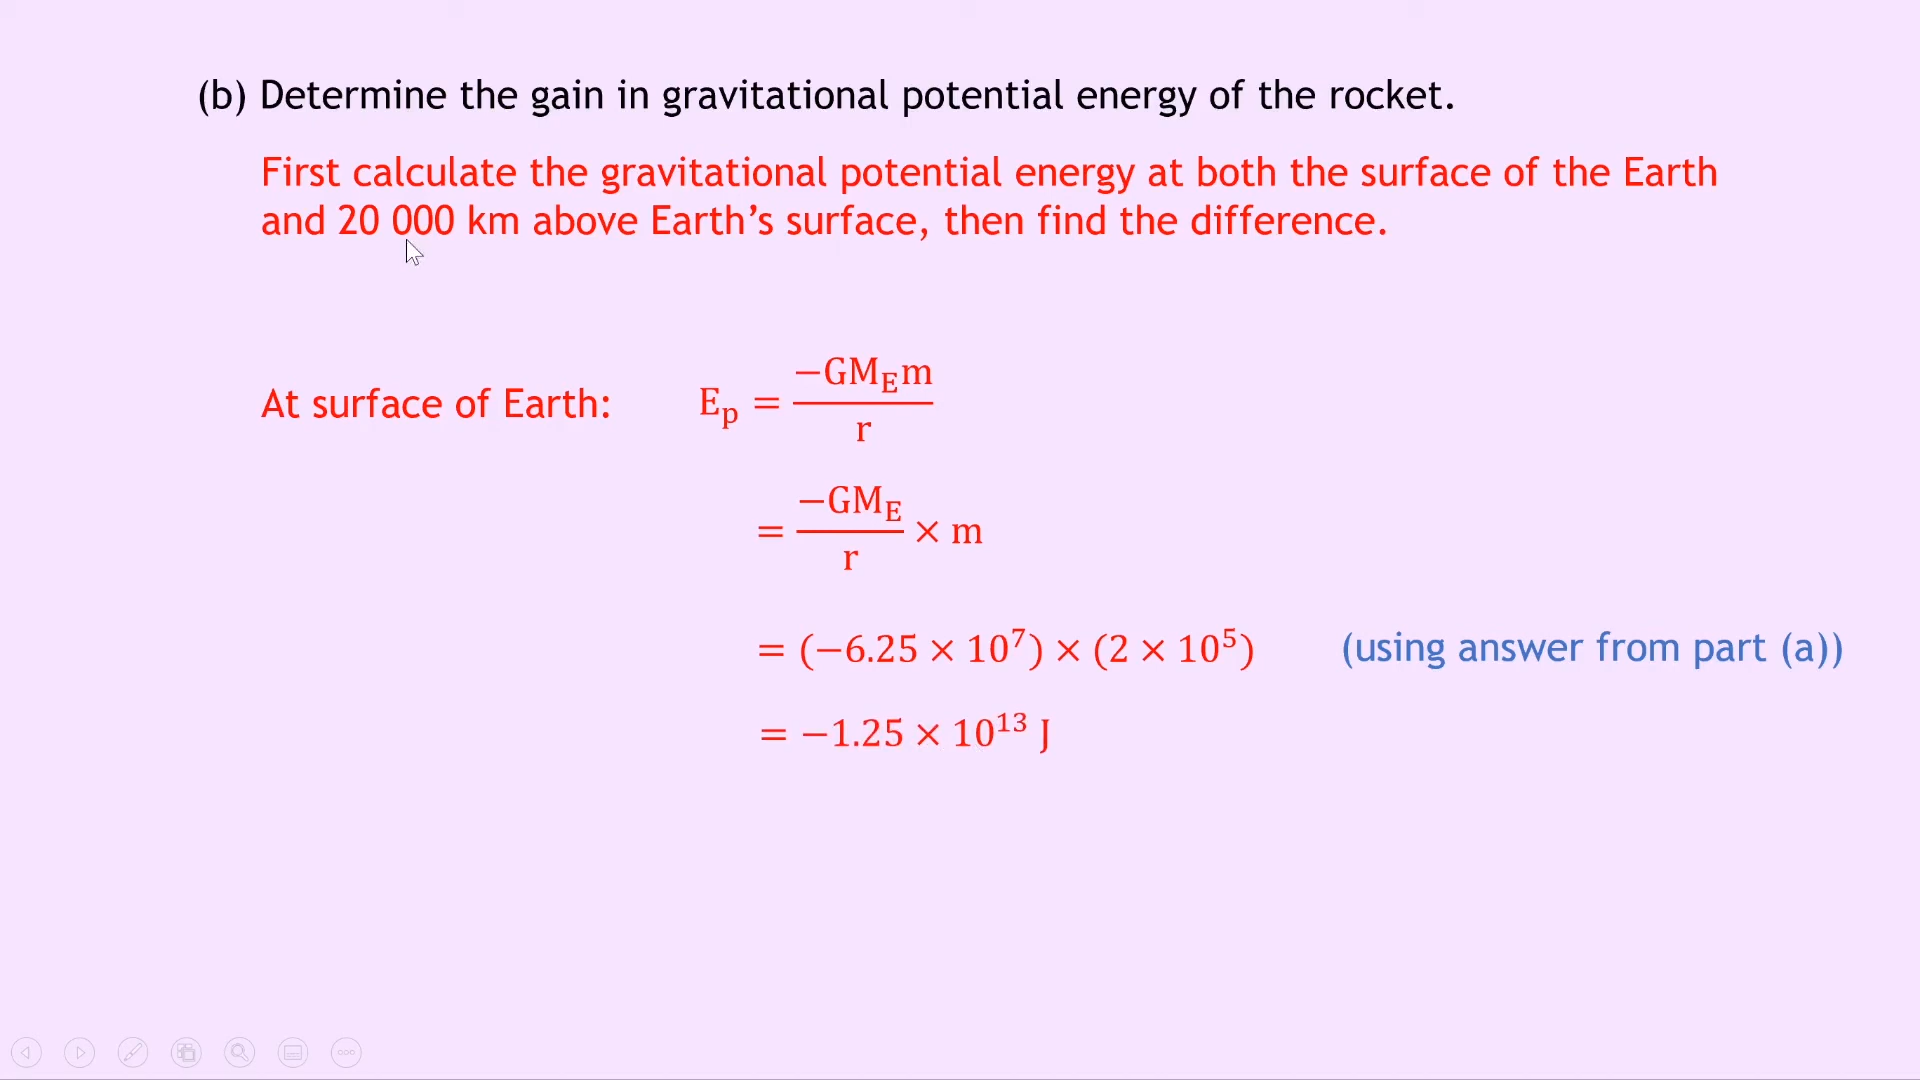 (b) Determine the gain in gravitational potential energy of the rocket.
First calculate the gravitational potential energy at both the surface of the Earth
and 20 000 km above Earth’s surface, then find the difference.
At surface of Earth: Eₚ = −GM_E m / r
= −GM_E / r × m
= (−6.25 × 10⁷) × (2 × 10⁵) (using answer from part (a))
= −1.25 × 10¹³ J